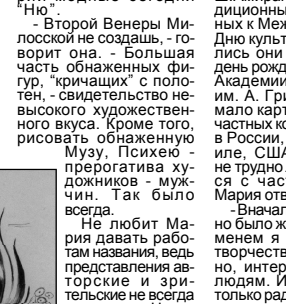 "Ню".
- Второй Венеры Ми-
лосской не создашь, - го-
ворит она. - Большая
часть обнаженных фи-
гур, "кричащих" с поло-
тен, - свидетельство не-
высокого художествен-
ного вкуса. Кроме того,
рисовать обнаженную
Музу, Психею -
прерогатива ху-
дожников - муж-
чин. Так было
всегда.
Не любит Ма-
рия давать рабо-
там названия, ведь
представления ав-
торские и зри-
тельские не всегда
диционны
ных к Меж
Дню культ
лись они
день рожд
Академии
им. А. Гри
мало карт
частных ко
в России,
иле, США
не трудно
ся с част
Мария отв
- Вначал
но было ж
менем я
творчеств
но, интер
людям. И
только рад